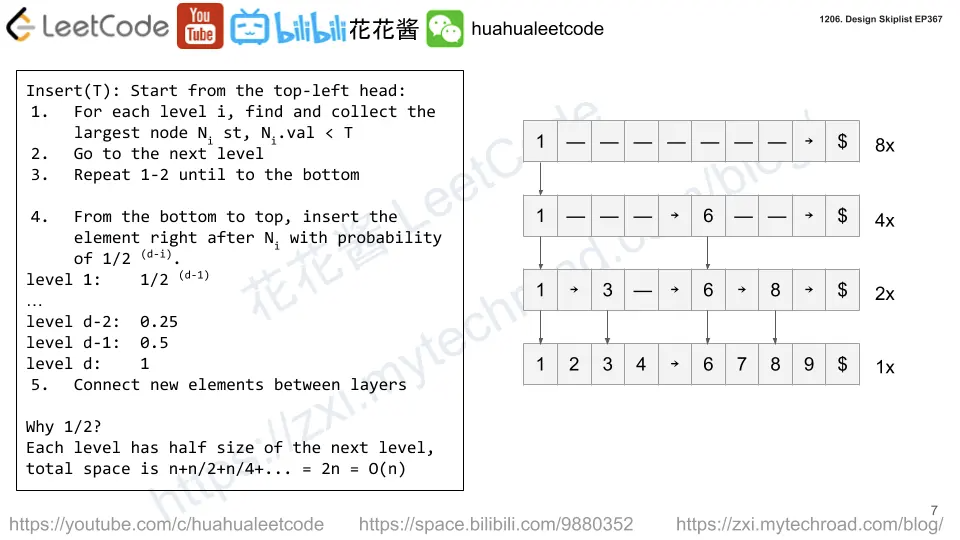 LeetCode You Tube bilibili 花花酱 huahualeetcode
1206. Design Skiplist EP367
Insert(T): Start from the top-left head:
1. For each level i, find and collect the
largest node Ni st, Ni.val < T
2. Go to the next level
3. Repeat 1-2 until to the bottom
4. From the bottom to top, insert the
element right after Ni with probability
of 1/2 (d-i).
level 1: 1/2 (d-1)
…
level d-2: 0.25
level d-1: 0.5
level d: 1
5. Connect new elements between layers
Why 1/2?
Each level has half size of the next level,
total space is n+n/2+n/4+... = 2n = O(n)
1 — — — — — — — → $ 8x
1 — — — → 6 — — → $ 4x
1 → 3 — → 6 → 8 → $ 2x
1 2 3 4 → 6 7 8 9 $ 1x
花花酱 LeetCode
https://zxi.mytechroad.com/blog/
7
https://youtube.com/c/huahualeetcode https://space.bilibili.com/9880352 https://zxi.mytechroad.com/blog/